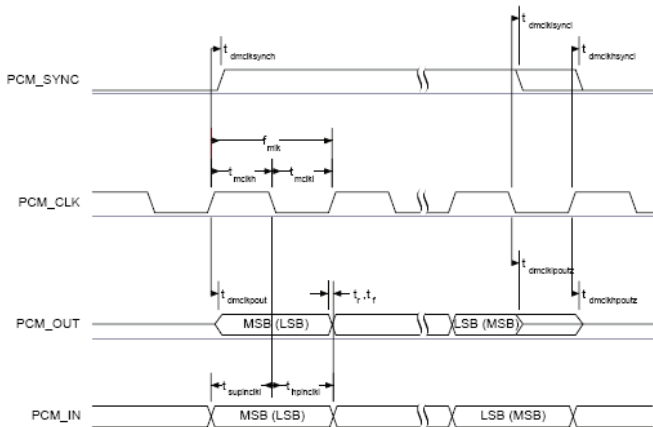 t dmclksynch
t dmclklsyncl
t dmclkhsyncl
PCM_SYNC
f mlk
t mclkh
t mclkl
PCM_CLK
t dmclklpoutz
t dmclkpout
t r ,t f
t dmclkhpoutz
PCM_OUT
MSB (LSB)
LSB (MSB)
t supinclkl
t hpinclkl
PCM_IN
MSB (LSB)
LSB (MSB)